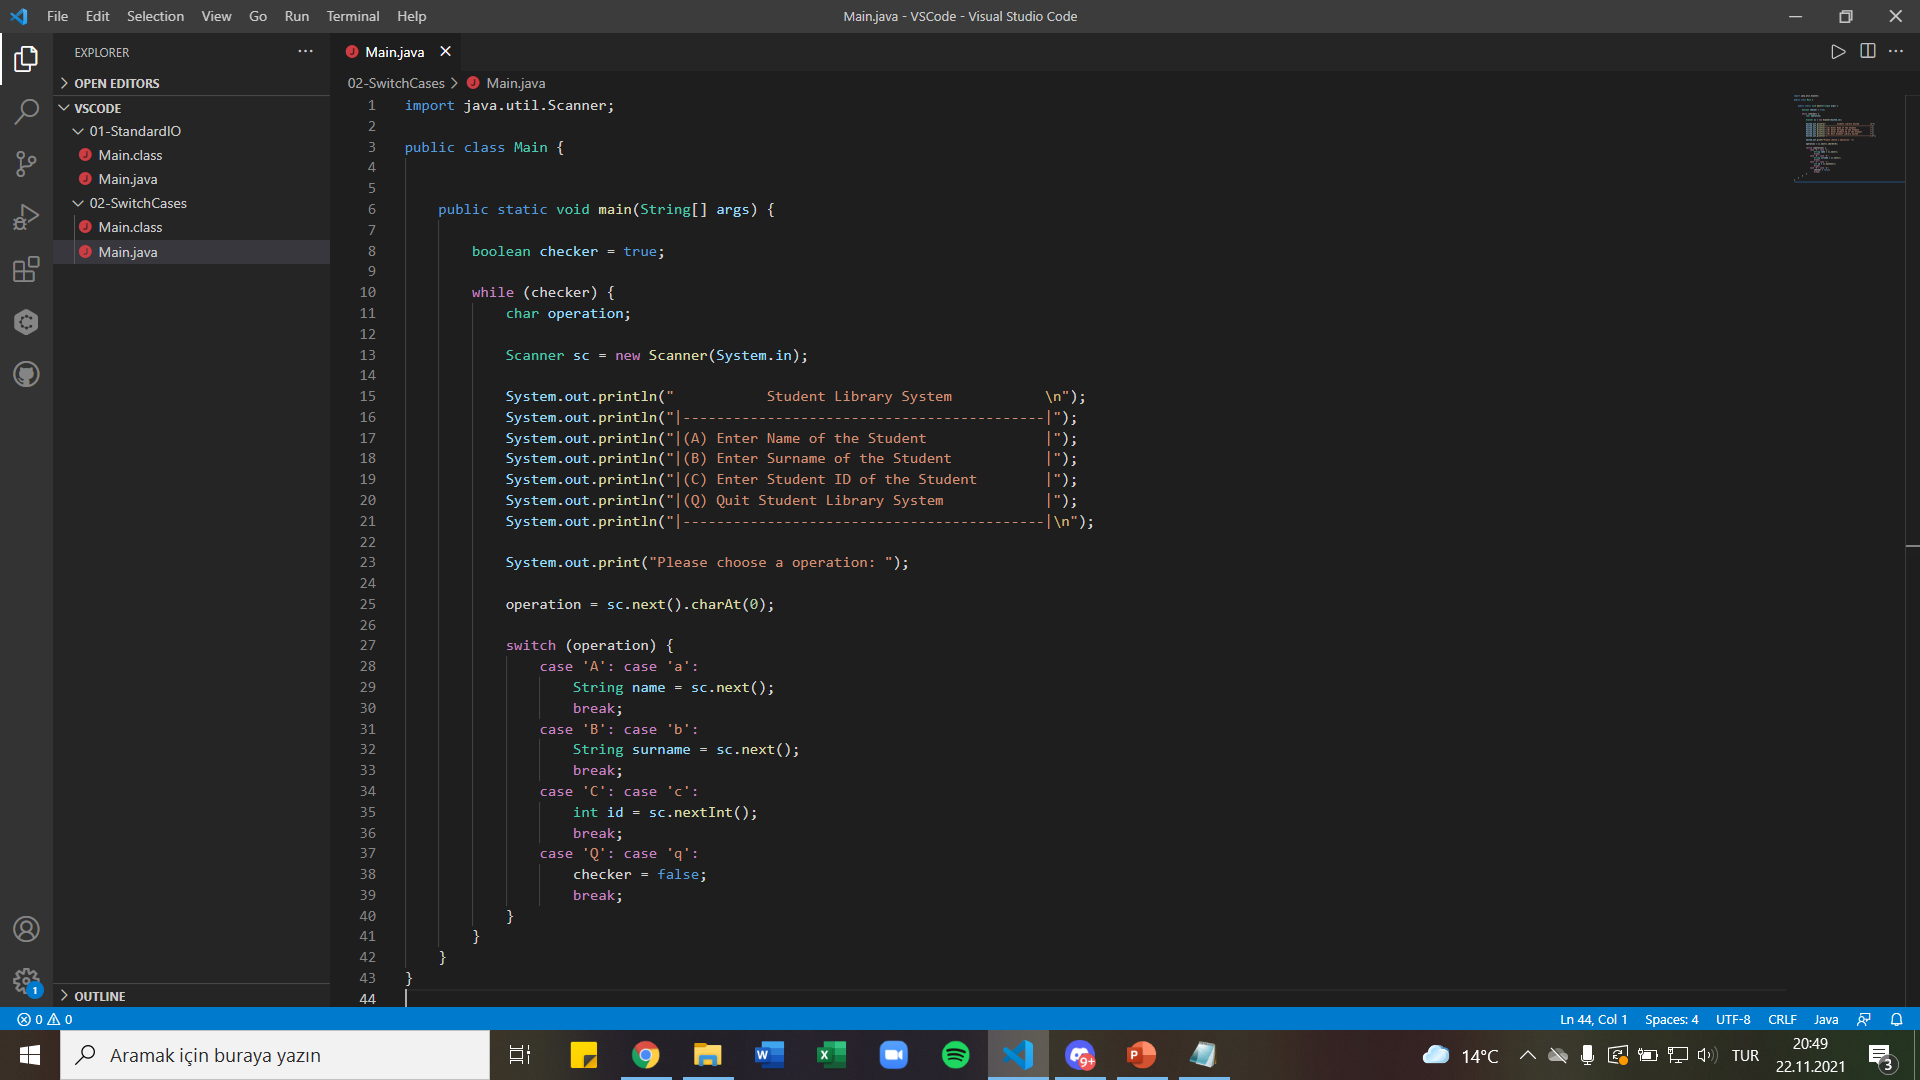 File Edit Selection View Go Run Terminal Help
Main.java - VSCode - Visual Studio Code
EXPLORER
OPEN EDITORS
VSCODE
01-StandardIO
Main.class
Main.java
02-SwitchCases
Main.class
Main.java
OUTLINE
Main.java
02-SwitchCases > Main.java
1 import java.util.Scanner;
2
3 public class Main {
4
5
6 public static void main(String[] args) {
7
8 boolean checker = true;
9
10 while (checker) {
11 char operation;
12
13 Scanner sc = new Scanner(System.in);
14
15 System.out.println("           Student Library System           \n");
16 System.out.println("|-------------------------------------------|");
17 System.out.println("|(A) Enter Name of the Student              |");
18 System.out.println("|(B) Enter Surname of the Student           |");
19 System.out.println("|(C) Enter Student ID of the Student        |");
20 System.out.println("|(Q) Quit Student Library System            |");
21 System.out.println("|-------------------------------------------|\n");
22
23 System.out.print("Please choose a operation: ");
24
25 operation = sc.next().charAt(0);
26
27 switch (operation) {
28 case 'A': case 'a':
29 String name = sc.next();
30 break;
31 case 'B': case 'b':
32 String surname = sc.next();
33 break;
34 case 'C': case 'c':
35 int id = sc.nextInt();
36 break;
37 case 'Q': case 'q':
38 checker = false;
39 break;
40 }
41 }
42 }
43 }
44
0 0
Ln 44, Col 1 Spaces: 4 UTF-8 CRLF Java
1
Aramak için buraya yazın
9+
14°C
TUR
20:49
22.11.2021
3